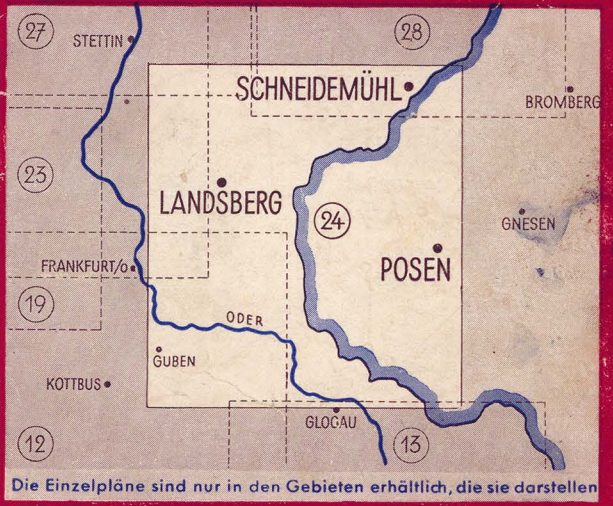 27
STETTIN
28
SCHNEIDEMÜHL
BROMBERG
23
LANDSBERG
24
GNESEN
POSEN
FRANKFURT/O
19
ODER
GUBEN
KOTTBUS
GLOGAU
12
13
Die Einzelpläne sind nur in den Gebieten erhältlich, die sie darstellen